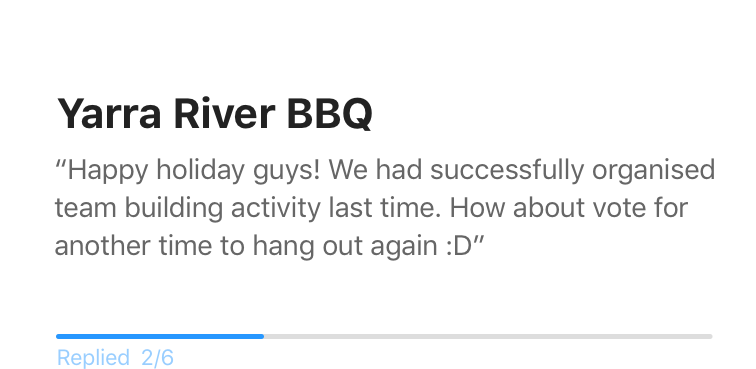 Yarra River BBQ
“Happy holiday guys! We had successfully organised
team building activity last time. How about vote for
another time to hang out again :D”
Replied 2/6